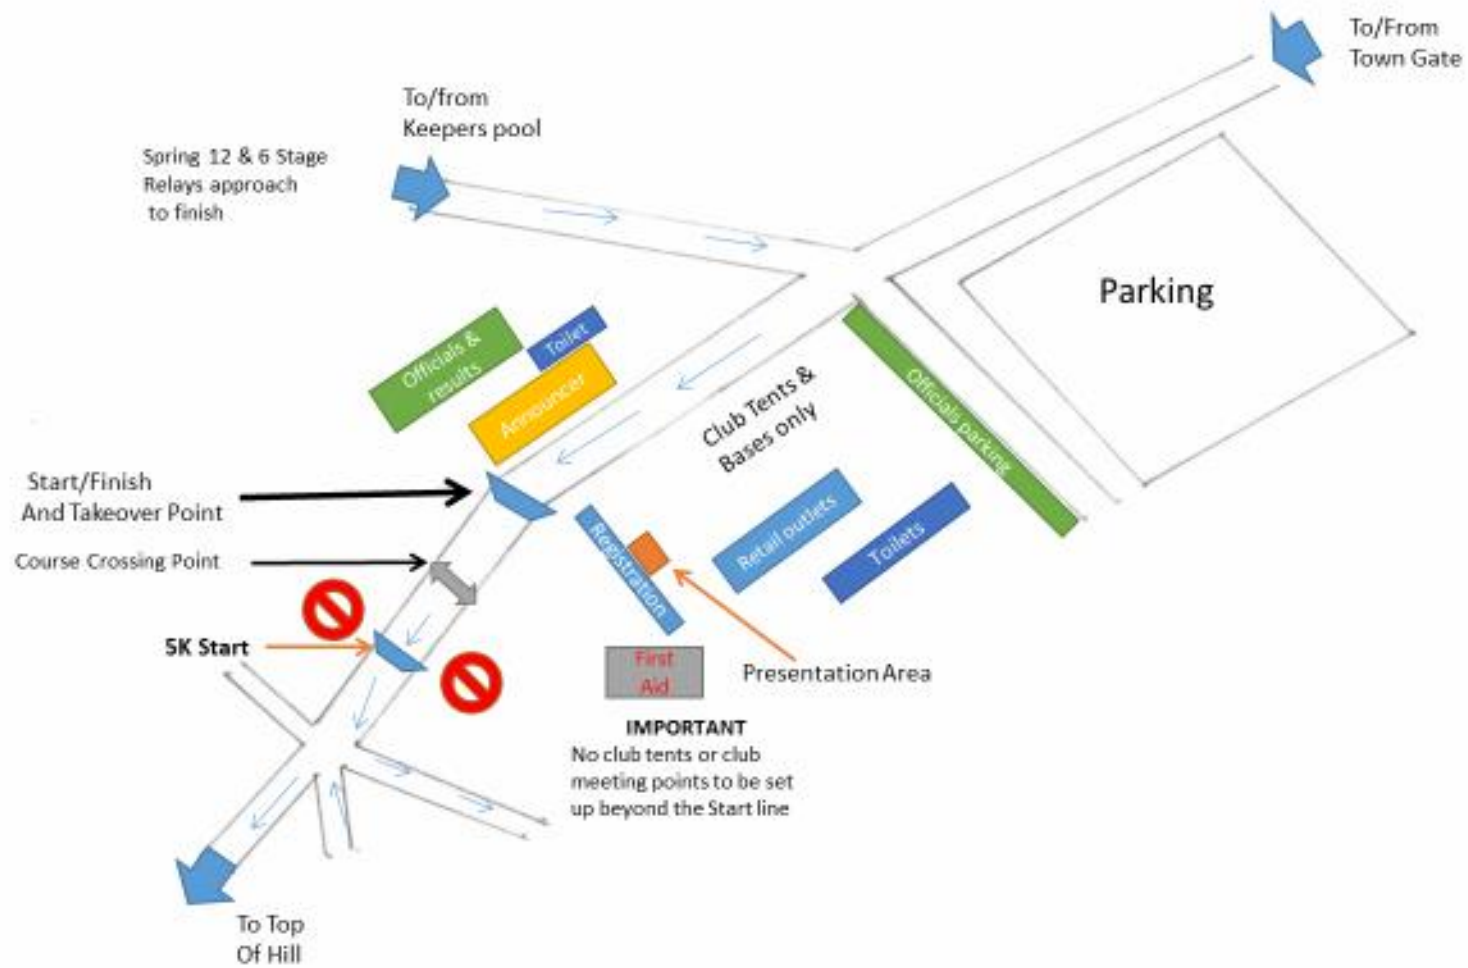 To/From
Town Gate
To/from
Keepers pool
Spring 12 & 6 Stage
Relays approach
to finish
Parking
Officials &
results
Toilet
Announcer
Club Tents &
Bases only
Officials parking
Start/Finish
And Takeover Point
Course Crossing Point
Registration
Retail outlets
Toilets
5K Start
First
Aid
Presentation Area
IMPORTANT
No club tents or club
meeting points to be set
up beyond the Start line
To Top
Of Hill